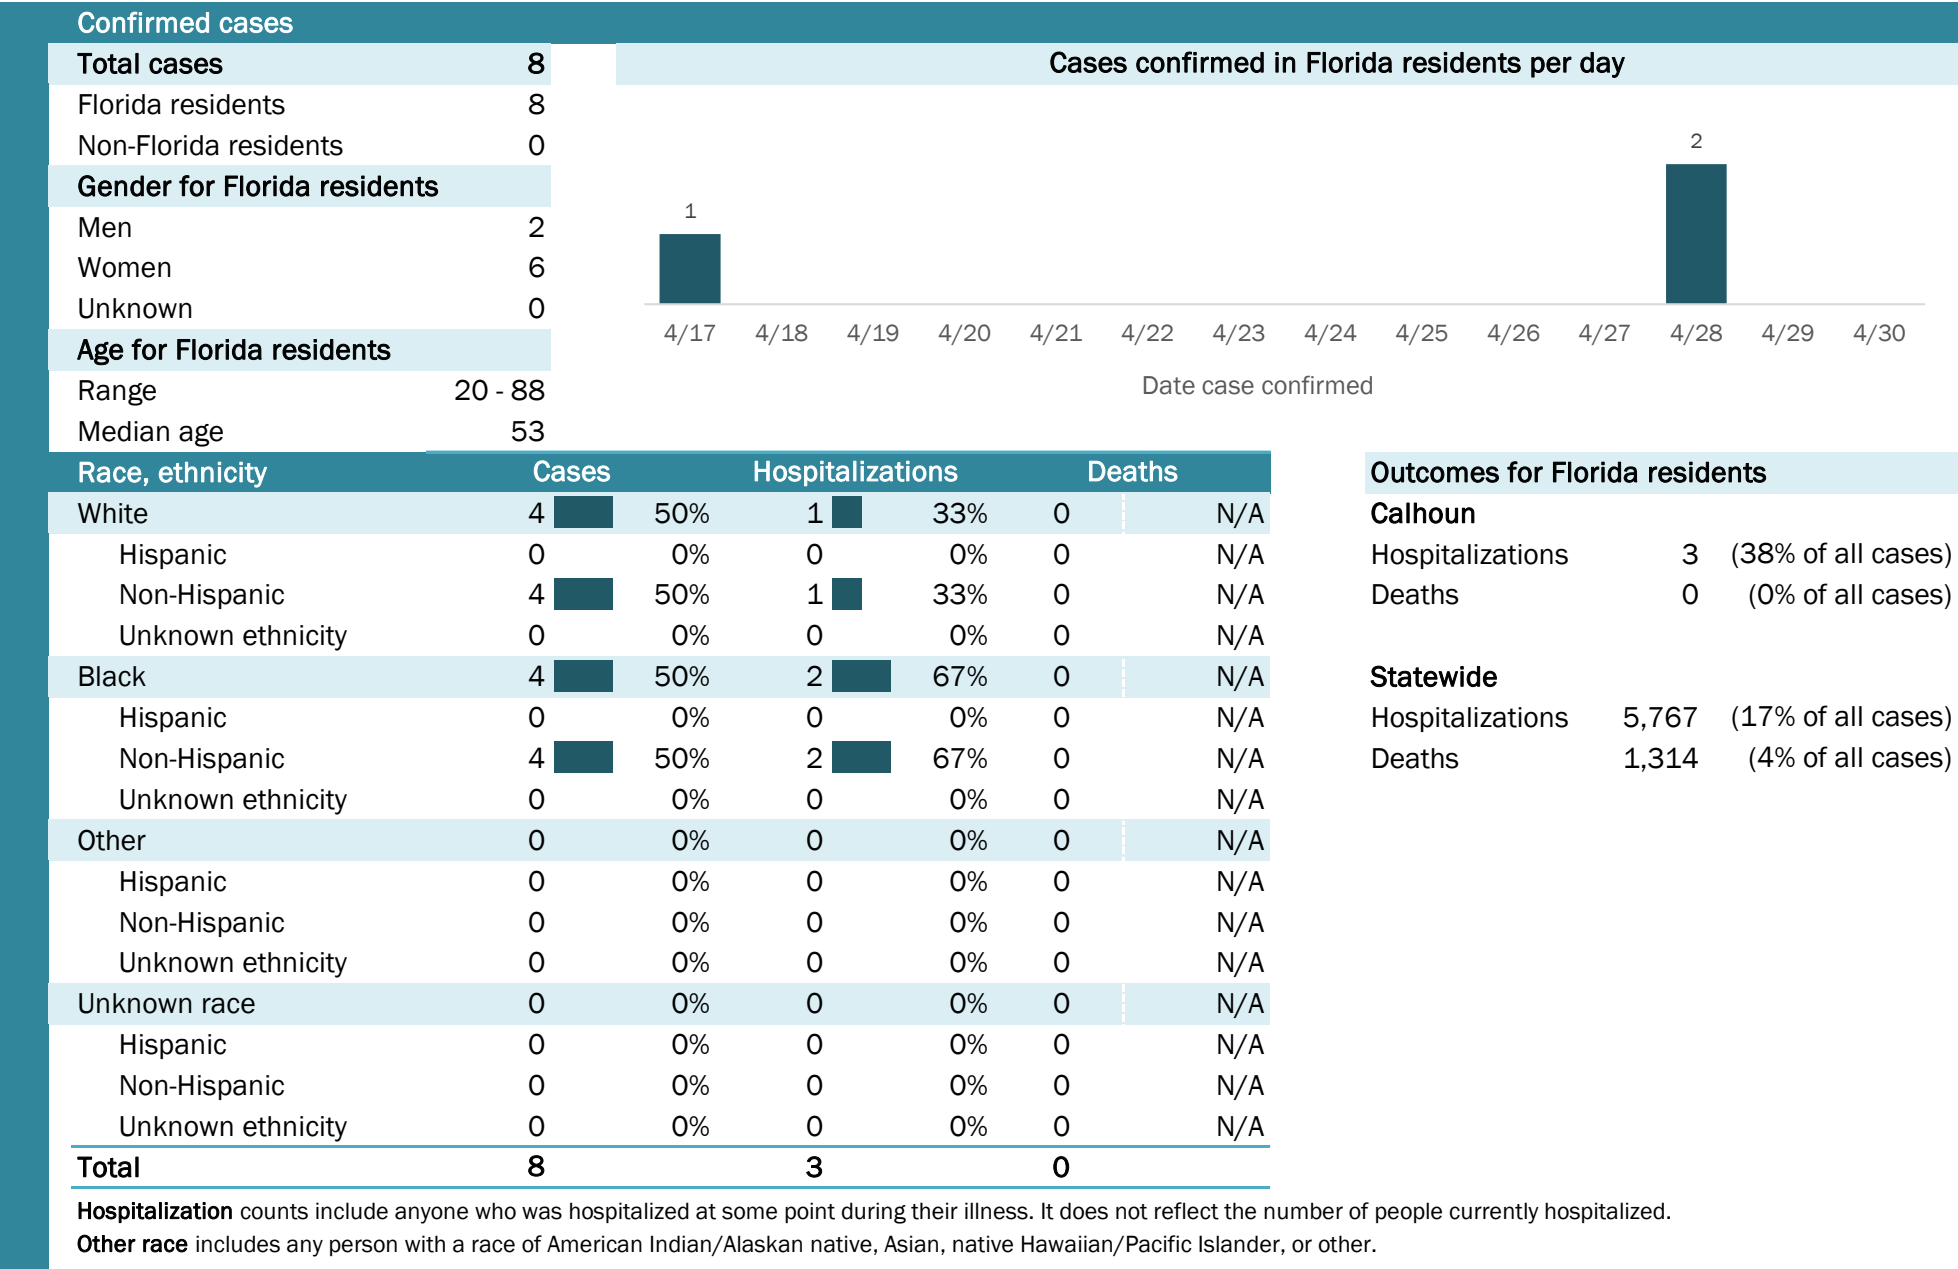 Confirmed cases
Total cases 8
Florida residents 8
Non-Florida residents 0
Gender for Florida residents
Men 2
Women 6
Unknown 0
Age for Florida residents
Range 20 - 88
Median age 53
Cases confirmed in Florida residents per day
2
1
4/17 4/18 4/19 4/20 4/21 4/22 4/23 4/24 4/25 4/26 4/27 4/28 4/29 4/30
Date case confirmed
Race, ethnicity Cases Hospitalizations Deaths
White 4 50% 1 33% 0 N/A
Hispanic 0 0% 0 0% 0 N/A
Non-Hispanic 4 50% 1 33% 0 N/A
Unknown ethnicity 0 0% 0 0% 0 N/A
Black 4 50% 2 67% 0 N/A
Hispanic 0 0% 0 0% 0 N/A
Non-Hispanic 4 50% 2 67% 0 N/A
Unknown ethnicity 0 0% 0 0% 0 N/A
Other 0 0% 0 0% 0 N/A
Hispanic 0 0% 0 0% 0 N/A
Non-Hispanic 0 0% 0 0% 0 N/A
Unknown ethnicity 0 0% 0 0% 0 N/A
Unknown race 0 0% 0 0% 0 N/A
Hispanic 0 0% 0 0% 0 N/A
Non-Hispanic 0 0% 0 0% 0 N/A
Unknown ethnicity 0 0% 0 0% 0 N/A
Total 8 3 0
Outcomes for Florida residents
Calhoun
Hospitalizations 3 (38% of all cases)
Deaths 0 (0% of all cases)
Statewide
Hospitalizations 5,767 (17% of all cases)
Deaths 1,314 (4% of all cases)
Hospitalization counts include anyone who was hospitalized at some point during their illness. It does not reflect the number of people currently hospitalized.
Other race includes any person with a race of American Indian/Alaskan native, Asian, native Hawaiian/Pacific Islander, or other.